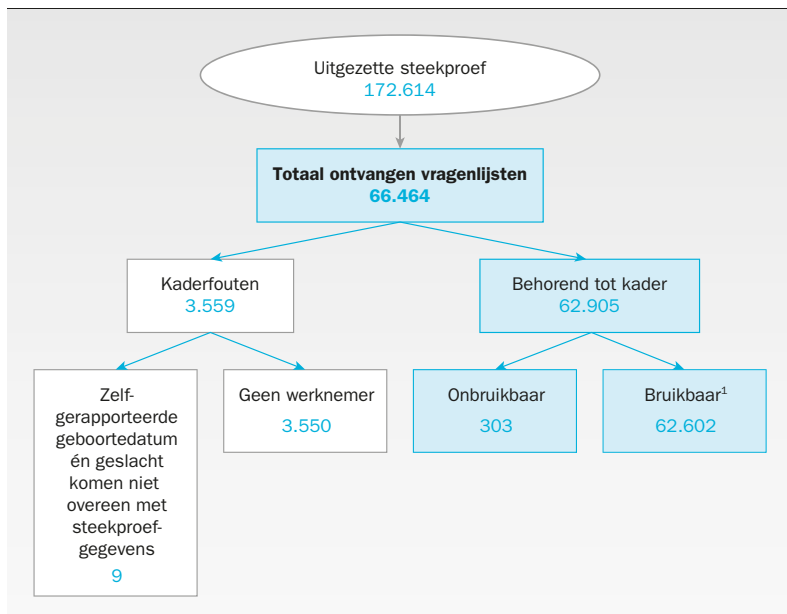 Uitgezette steekproef
172.614
Totaal ontvangen vragenlijsten
66.464
Kaderfouten
3.559
Behorend tot kader
62.905
Zelf-
gerapporteerde
geboortedatum
én geslacht
komen niet
overeen met
steekproef-
gegevens
9
Geen werknemer
3.550
Onbruikbaar
303
Bruikbaar¹
62.602